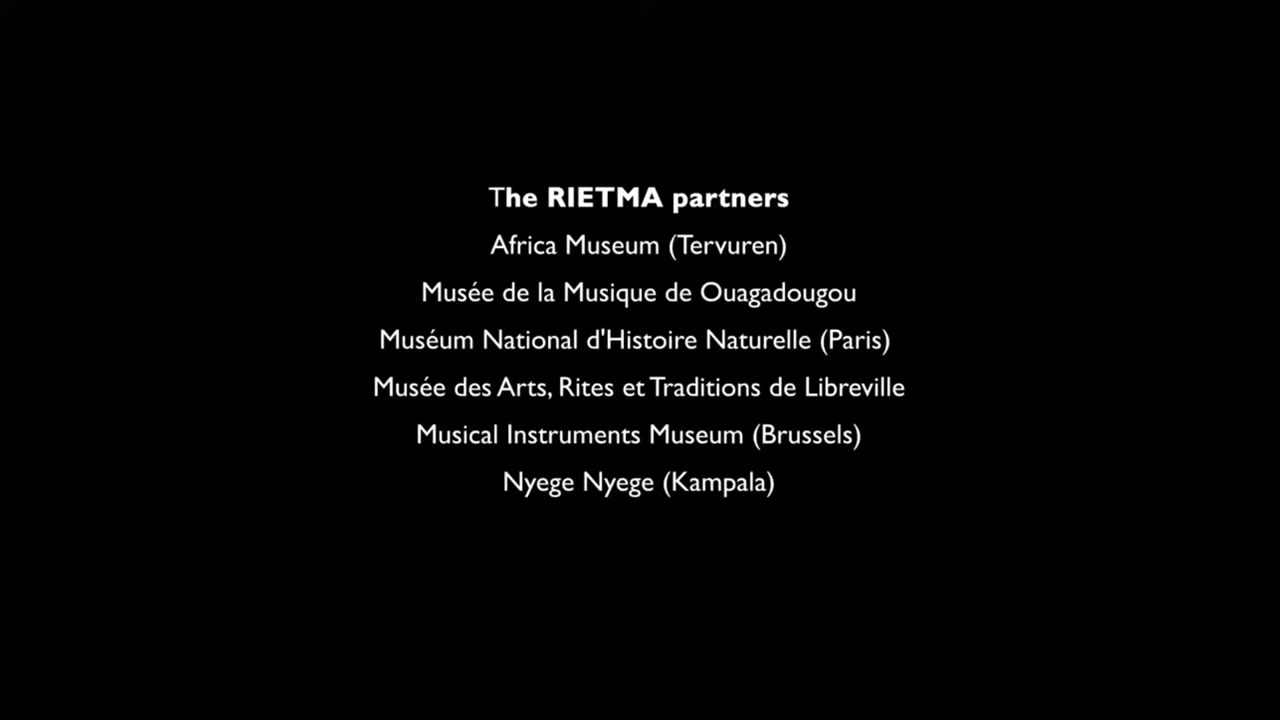 The RIETMA partners
Africa Museum (Tervuren)
Musée de la Musique de Ouagadougou
Muséum National d'Histoire Naturelle (Paris)
Musée des Arts, Rites et Traditions de Libreville
Musical Instruments Museum (Brussels)
Nyege Nyege (Kampala)